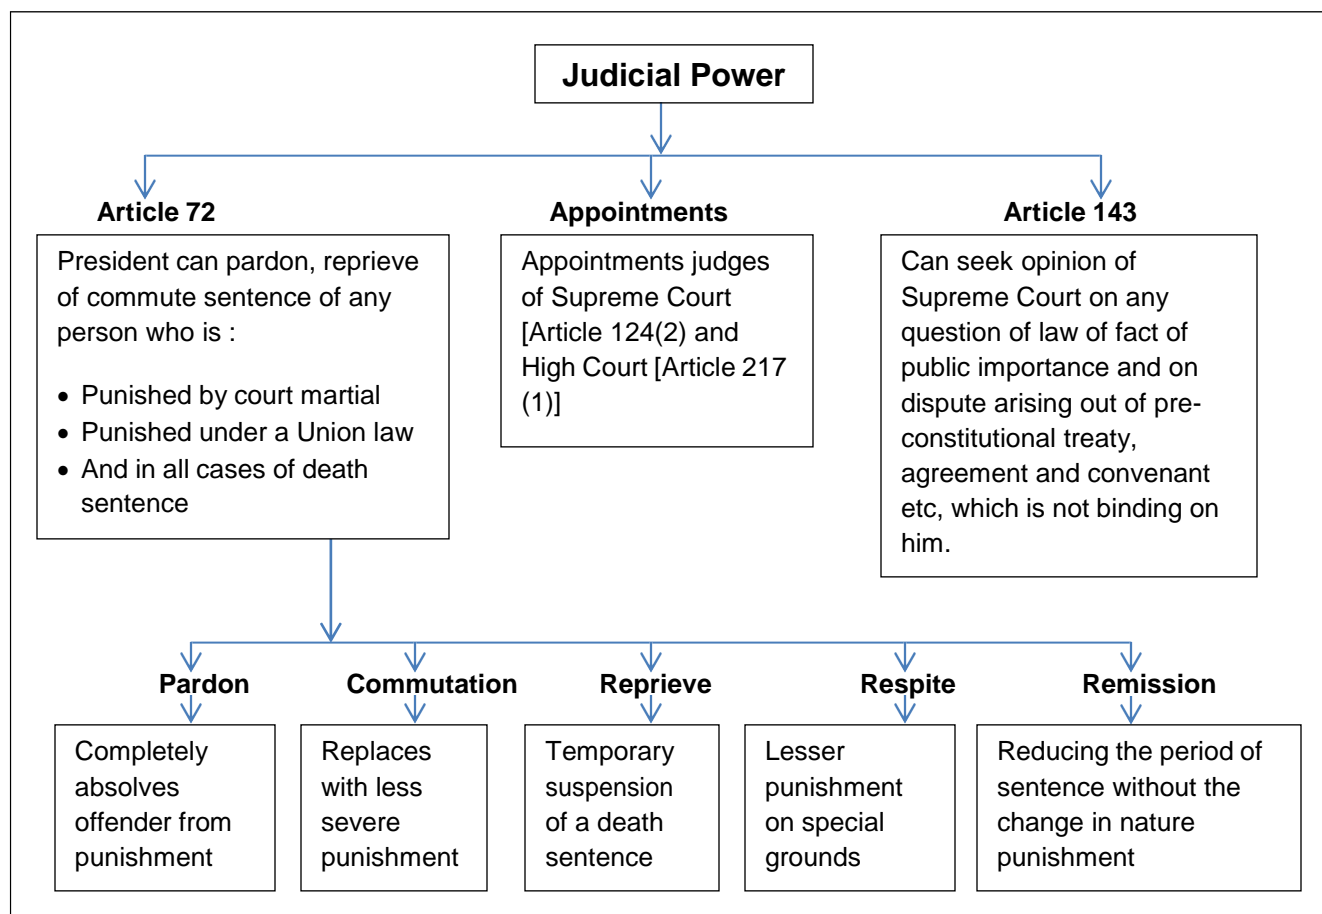 Judicial Power
Article 72
President can pardon, reprieve
of commute sentence of any
person who is :
• Punished by court martial
• Punished under a Union law
• And in all cases of death
sentence
Appointments
Appointments judges
of Supreme Court
[Article 124(2) and
High Court [Article 217
(1)]
Article 143
Can seek opinion of
Supreme Court on any
question of law of fact of
public importance and on
dispute arising out of pre-
constitutional treaty,
agreement and convenant
etc, which is not binding on
him.
Pardon
Completely
absolves
offender from
punishment
Commutation
Replaces
with less
severe
punishment
Reprieve
Temporary
suspension
of a death
sentence
Respite
Lesser
punishment
on special
grounds
Remission
Reducing the period of
sentence without the
change in nature
punishment